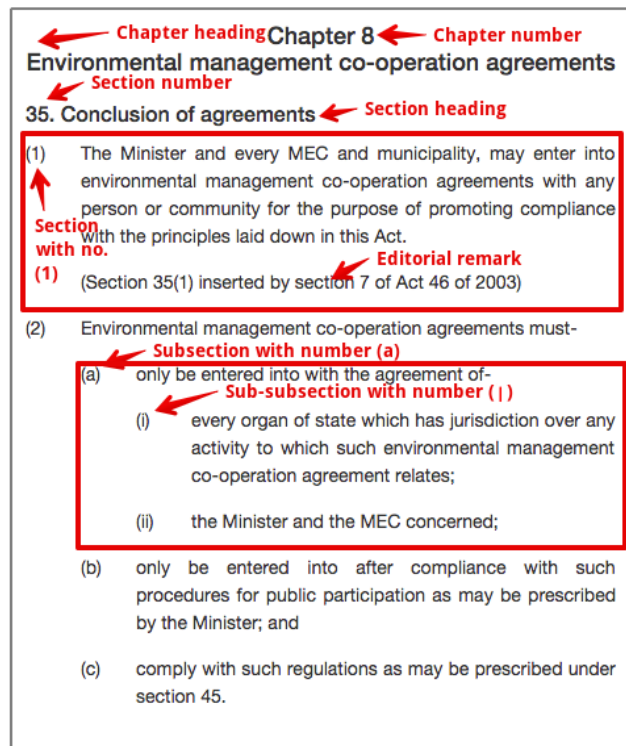 Chapter heading Chapter 8 Chapter number
Environmental management co-operation agreements
Section number
35. Conclusion of agreements Section heading
(1) The Minister and every MEC and municipality, may enter into
environmental management co-operation agreements with any
person or community for the purpose of promoting compliance
Section
with the principles laid down in this Act.
with no.
Editorial remark
(1)
(Section 35(1) inserted by section 7 of Act 46 of 2003)
(2) Environmental management co-operation agreements must-
Subsection with number (a)
(a) only be entered into with the agreement of-
Sub-subsection with number (|)
(i) every organ of state which has jurisdiction over any
activity to which such environmental management
co-operation agreement relates;
(ii) the Minister and the MEC concerned;
(b) only be entered into after compliance with such
procedures for public participation as may be prescribed
by the Minister; and
(c) comply with such regulations as may be prescribed under
section 45.